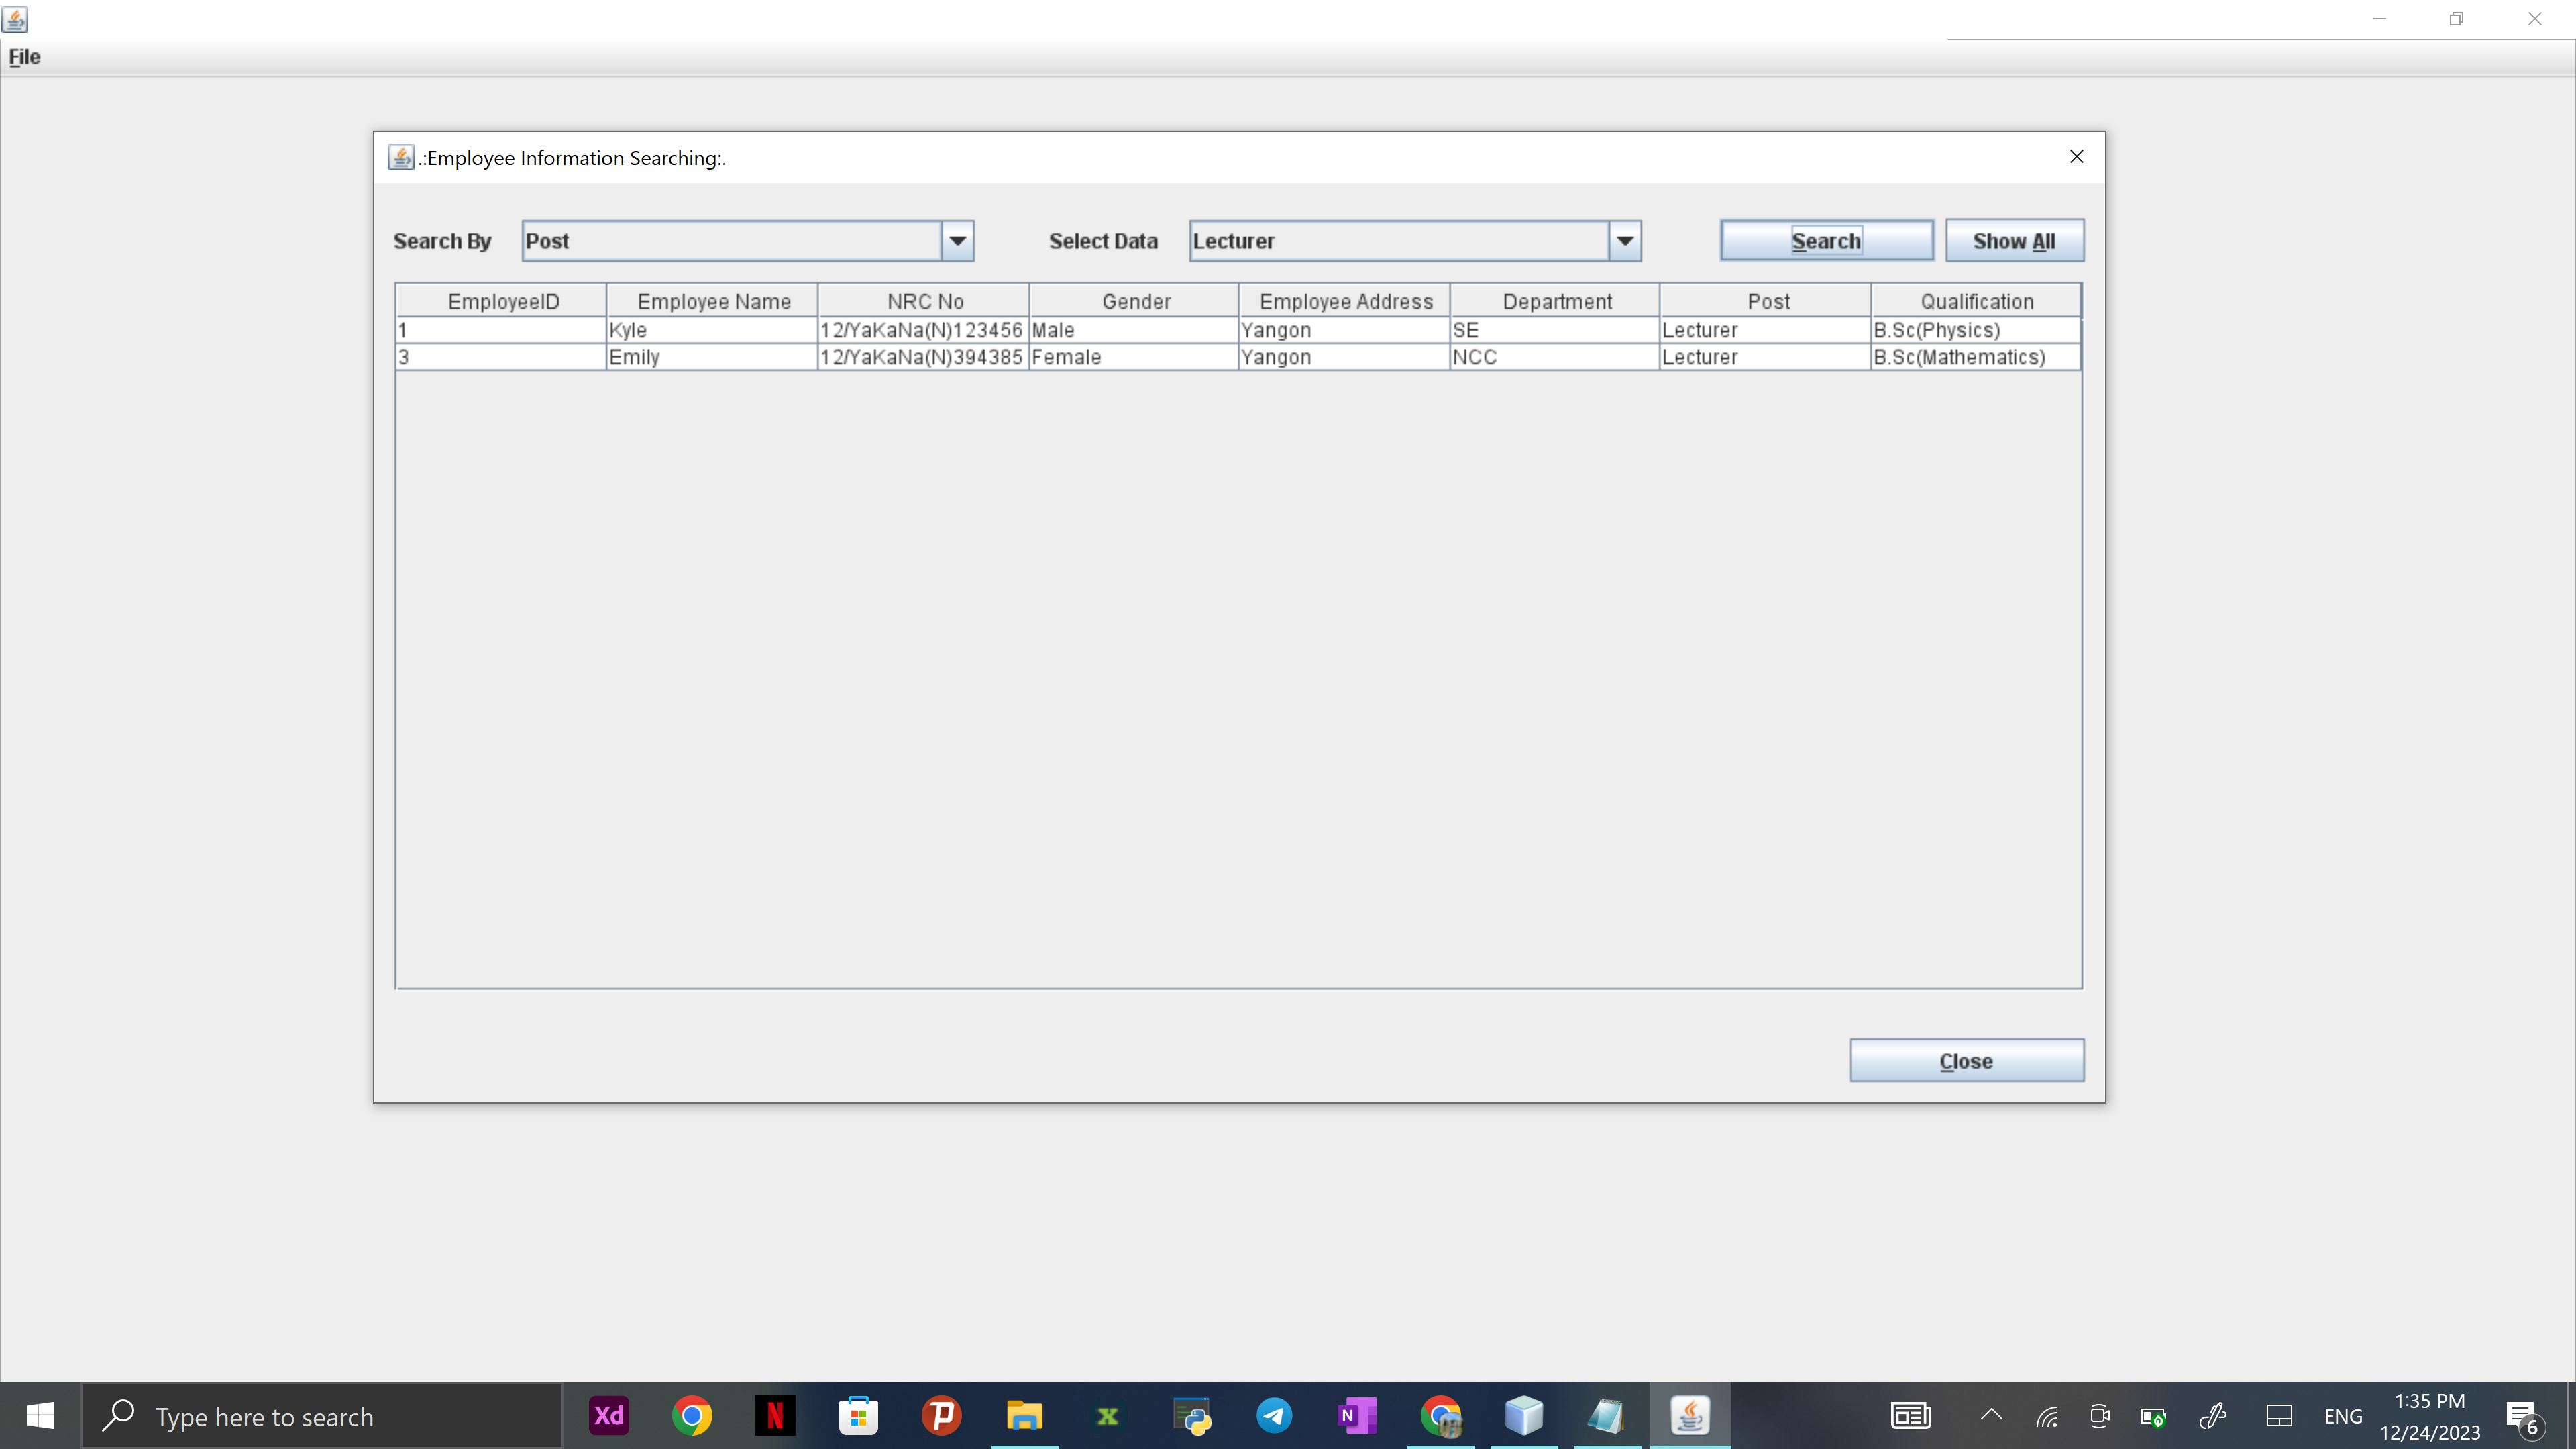 File
.:Employee Information Searching:.
Search By Post Select Data Lecturer Search Show All
EmployeeID Employee Name NRC No Gender Employee Address Department Post Qualification
1 Kyle 12/YaKaNa(N)123456 Male Yangon SE Lecturer B.Sc(Physics)
3 Emily 12/YaKaNa(N)394385 Female Yangon NCC Lecturer B.Sc(Mathematics)
Close
Type here to search Xd N P X N ENG 1:35 PM
12/24/2023 6